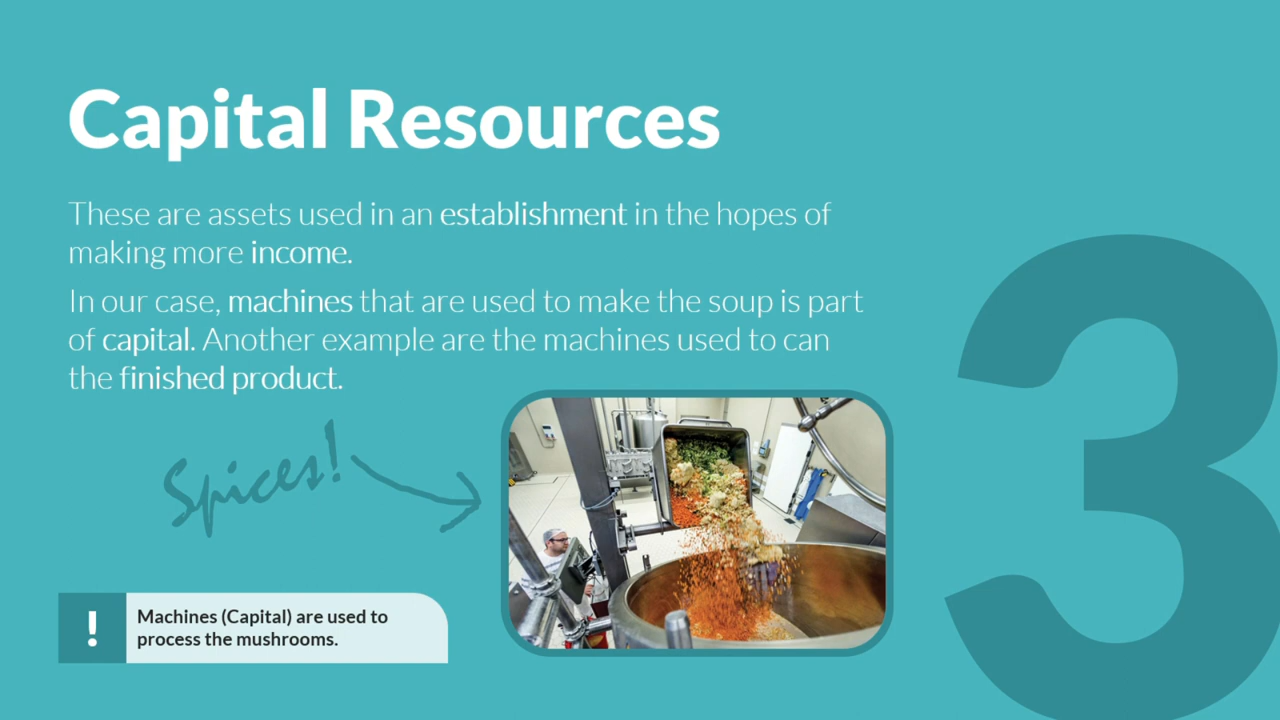 Capital Resources
These are assets used in an establishment in the hopes of
making more income.
In our case, machines that are used to make the soup is part
of capital. Another example are the machines used to can
the finished product.
Spices!
!
Machines (Capital) are used to
process the mushrooms.
3